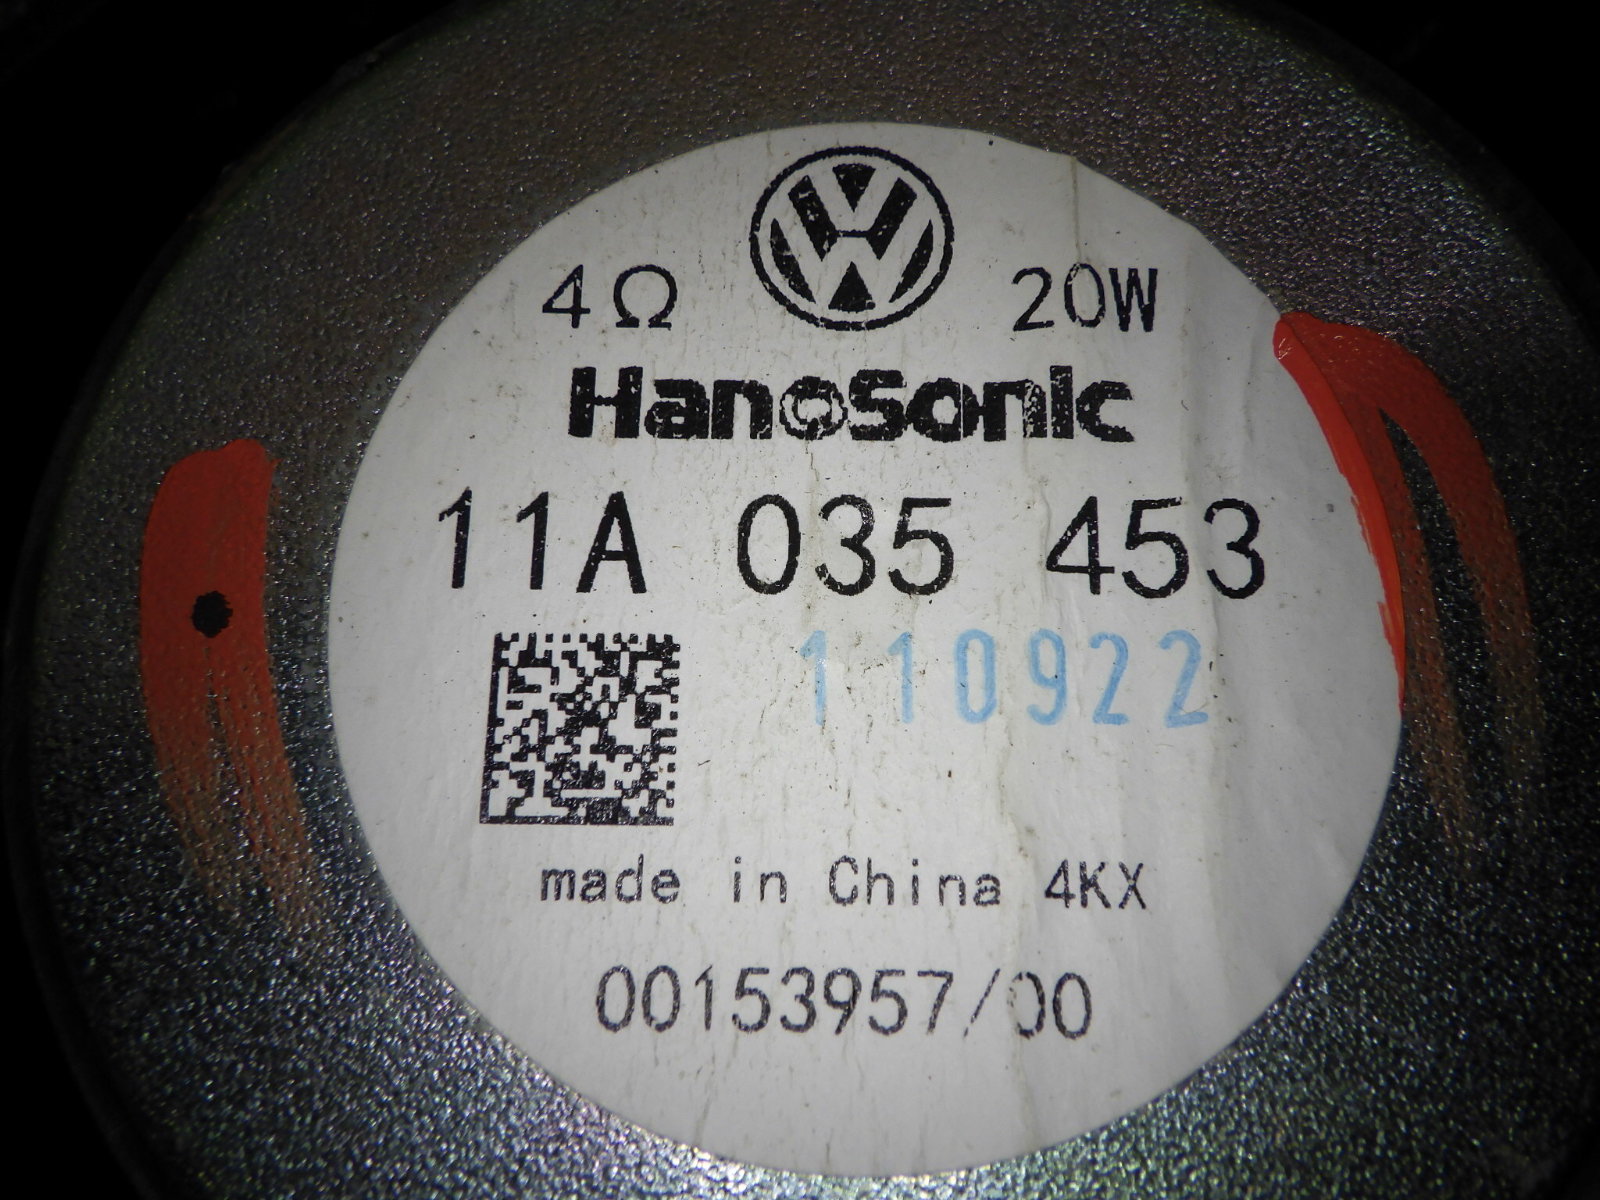 4Ω 20W
HanoSonic
11A 035 453
110922
made in China 4KX
00153957/00